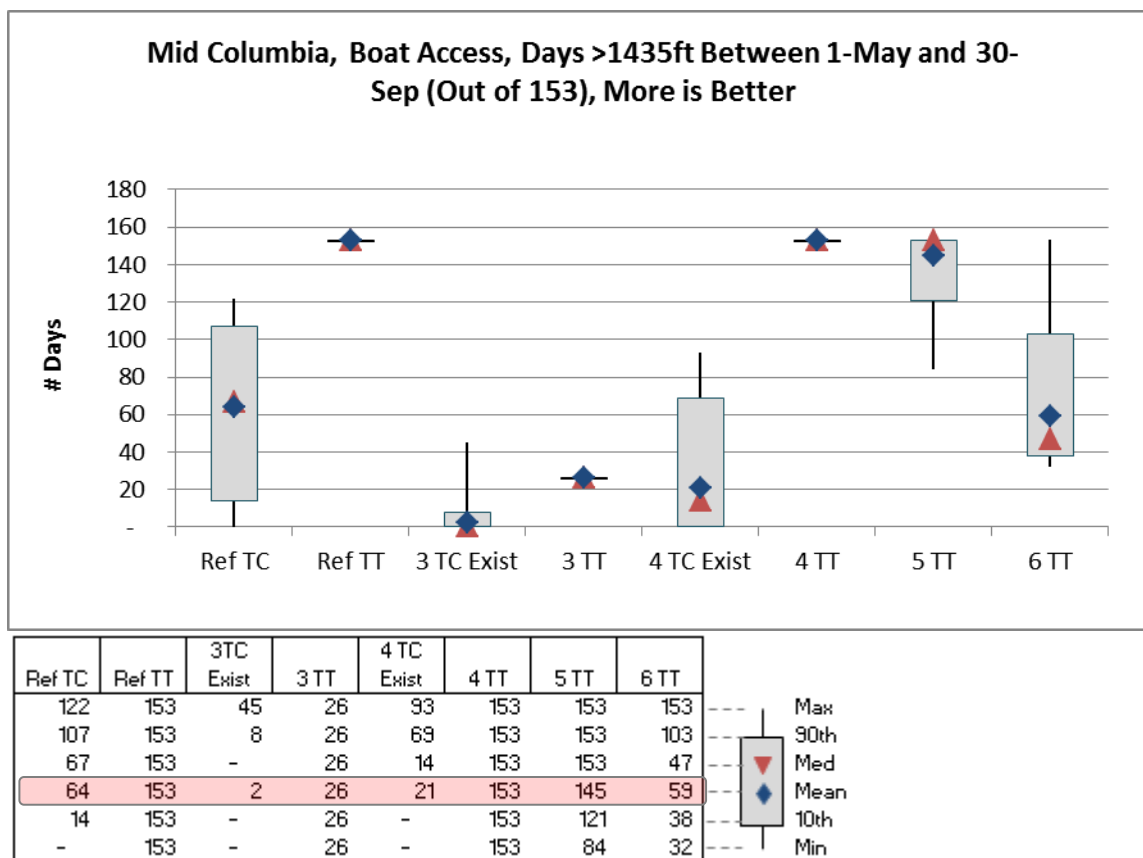 Mid Columbia, Boat Access, Days >1435ft Between 1-May and 30-
Sep (Out of 153), More is Better
# Days
180
160
140
120
100
80
60
40
20
-
Ref TC Ref TT 3 TC Exist 3 TT 4 TC Exist 4 TT 5 TT 6 TT
Ref TC Ref TT 3TC Exist 3 TT 4 TC Exist 4 TT 5 TT 6 TT
122 153 45 26 93 153 153 153 Max
107 153 8 26 69 153 153 103 90th
67 153 - 26 14 153 153 47 Med
64 153 2 26 21 153 145 59 Mean
14 153 - 26 - 153 121 38 10th
- 153 - 26 - 153 84 32 Min